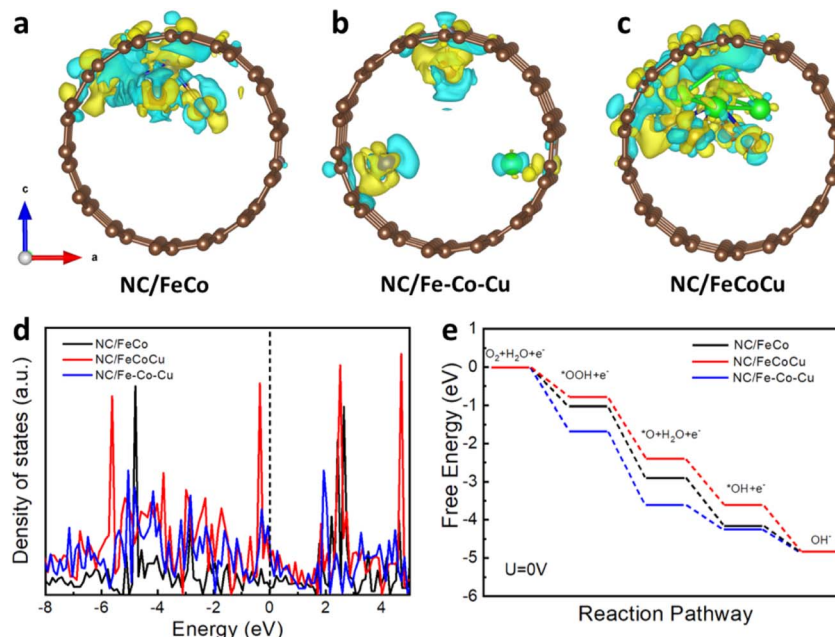 a
b
c
c
a
NC/FeCo
NC/Fe-Co-Cu
NC/FeCoCu
d
NC/FeCo
NC/FeCoCu
NC/Fe-Co-Cu
Density of states (a.u.)
-8
-6
-4
-2
0
2
4
Energy (eV)
e
NC/FeCo
NC/FeCoCu
NC/Fe-Co-Cu
O₂+H₂O+e⁻
*OOH+e⁻
*O+H₂O+e⁻
*OH+e⁻
OH⁻
U=0V
Free Energy (eV)
1
0
-1
-2
-3
-4
-5
-6
Reaction Pathway